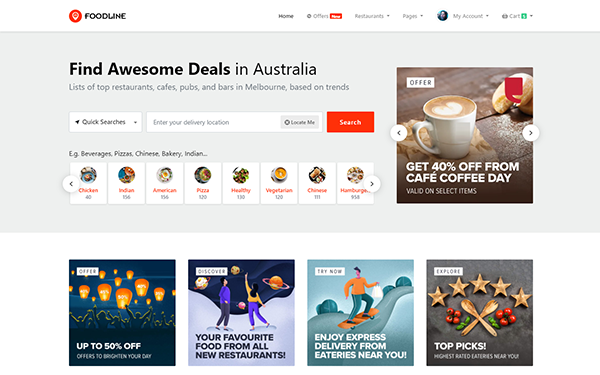 FOODLINE
Home
Offers New
Restaurants
Pages
My Account
Cart 5
Find Awesome Deals in Australia
Lists of top restaurants, cafes, pubs, and bars in Melbourne, based on trends
Quick Searches
Enter your delivery location
Locate Me
Search
E.g. Beverages, Pizzas, Chinese, Bakery, Indian...
Chicken
Indian
American
Pizza
Healthy
Vegetarian
Chinese
Hamburge
40
156
156
120
130
120
111
958
OFFER
GET 40% OFF FROM
CAFÉ COFFEE DAY
VALID ON SELECT ITEMS
OFFER
UP TO 50% OFF
OFFERS TO BRIGHTEN YOUR DAY
DISCOVER
YOUR FAVOURITE
FOOD FROM ALL
NEW RESTAURANTS!
TRY NOW
ENJOY EXPRESS
DELIVERY FROM
EATERIES NEAR YOU!
EXPLORE
TOP PICKS!
HIGHEST RATED EATERIES NEAR YOU